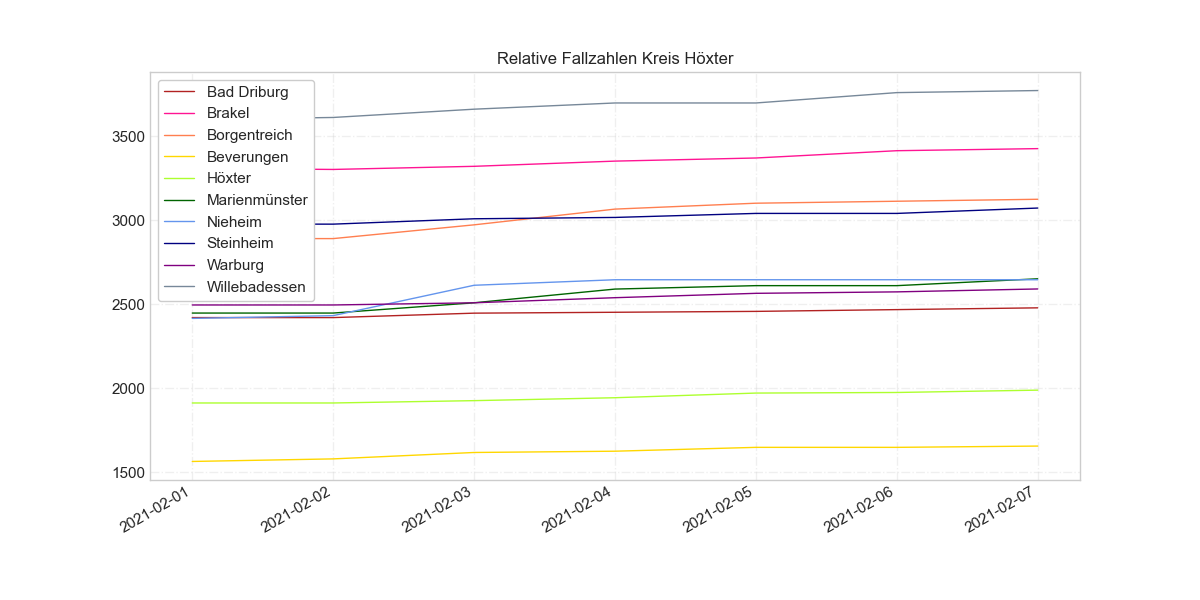 Relative Fallzahlen Kreis Höxter
Bad Driburg
Brakel
Borgentreich
Beverungen
Höxter
Marienmünster
Nieheim
Steinheim
Warburg
Willebadessen
3500
3000
2500
2000
1500
2021-02-01
2021-02-02
2021-02-03
2021-02-04
2021-02-05
2021-02-06
2021-02-07